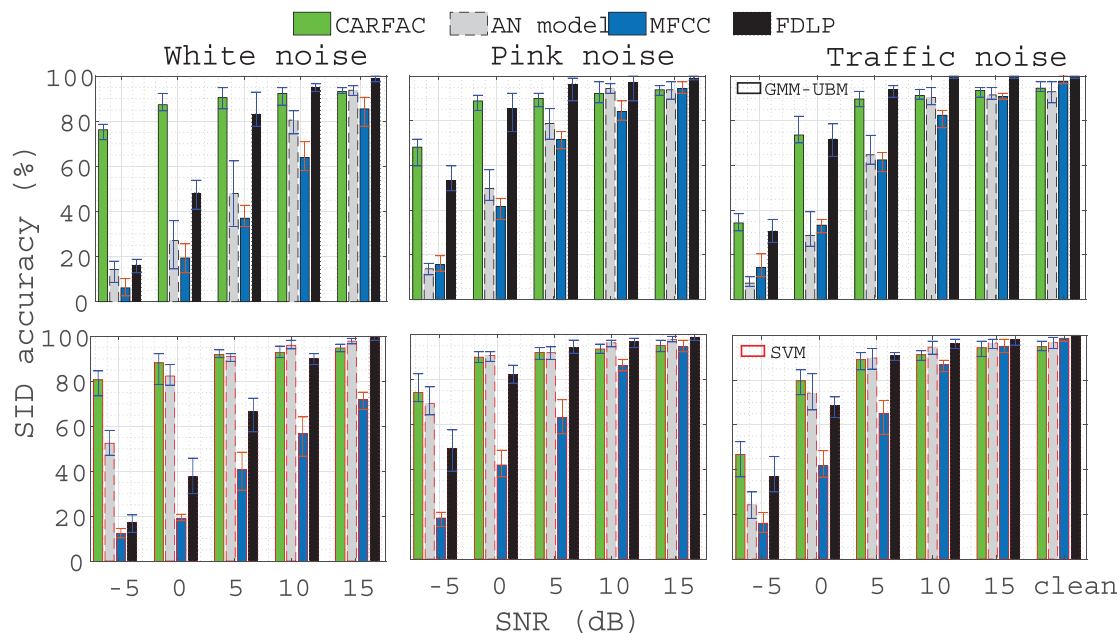 CARFAC AN model MFCC FDLP
White noise Pink noise Traffic noise
SID accuracy (%)
100
80
60
40
20
0
GMM-UBM
100
80
60
40
20
0
SVM
-5 0 5 10 15 -5 0 5 10 15 -5 0 5 10 15 clean
SNR (dB)